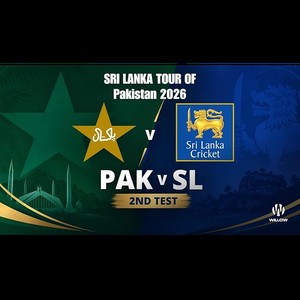 SRI LANKA TOUR OF
Pakistan 2026
V
Sri Lanka
Cricket
PAK V SL
2ND TEST
WILLOW